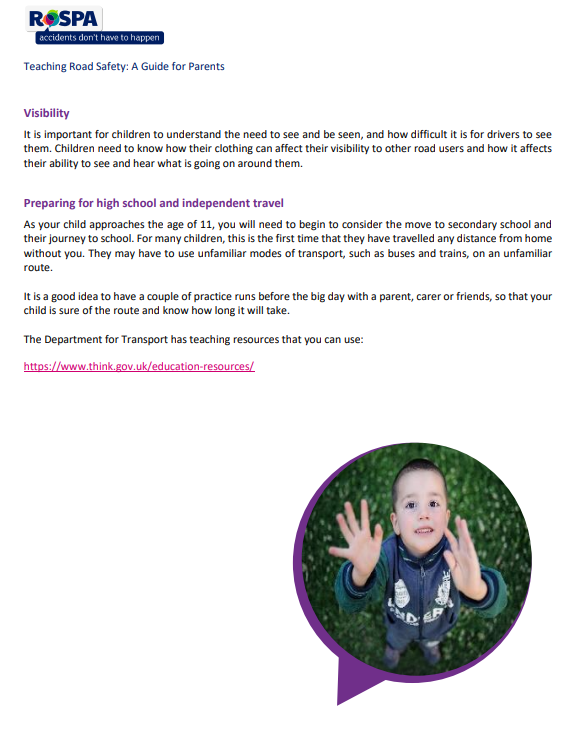 RoSPA
accidents don't have to happen
Teaching Road Safety: A Guide for Parents
Visibility
It is important for children to understand the need to see and be seen, and how difficult it is for drivers to see
them. Children need to know how their clothing can affect their visibility to other road users and how it affects
their ability to see and hear what is going on around them.
Preparing for high school and independent travel
As your child approaches the age of 11, you will need to begin to consider the move to secondary school and
their journey to school. For many children, this is the first time that they have travelled any distance from home
without you. They may have to use unfamiliar modes of transport, such as buses and trains, on an unfamiliar
route.
It is a good idea to have a couple of practice runs before the big day with a parent, carer or friends, so that your
child is sure of the route and know how long it will take.
The Department for Transport has teaching resources that you can use:
https://www.think.gov.uk/education-resources/